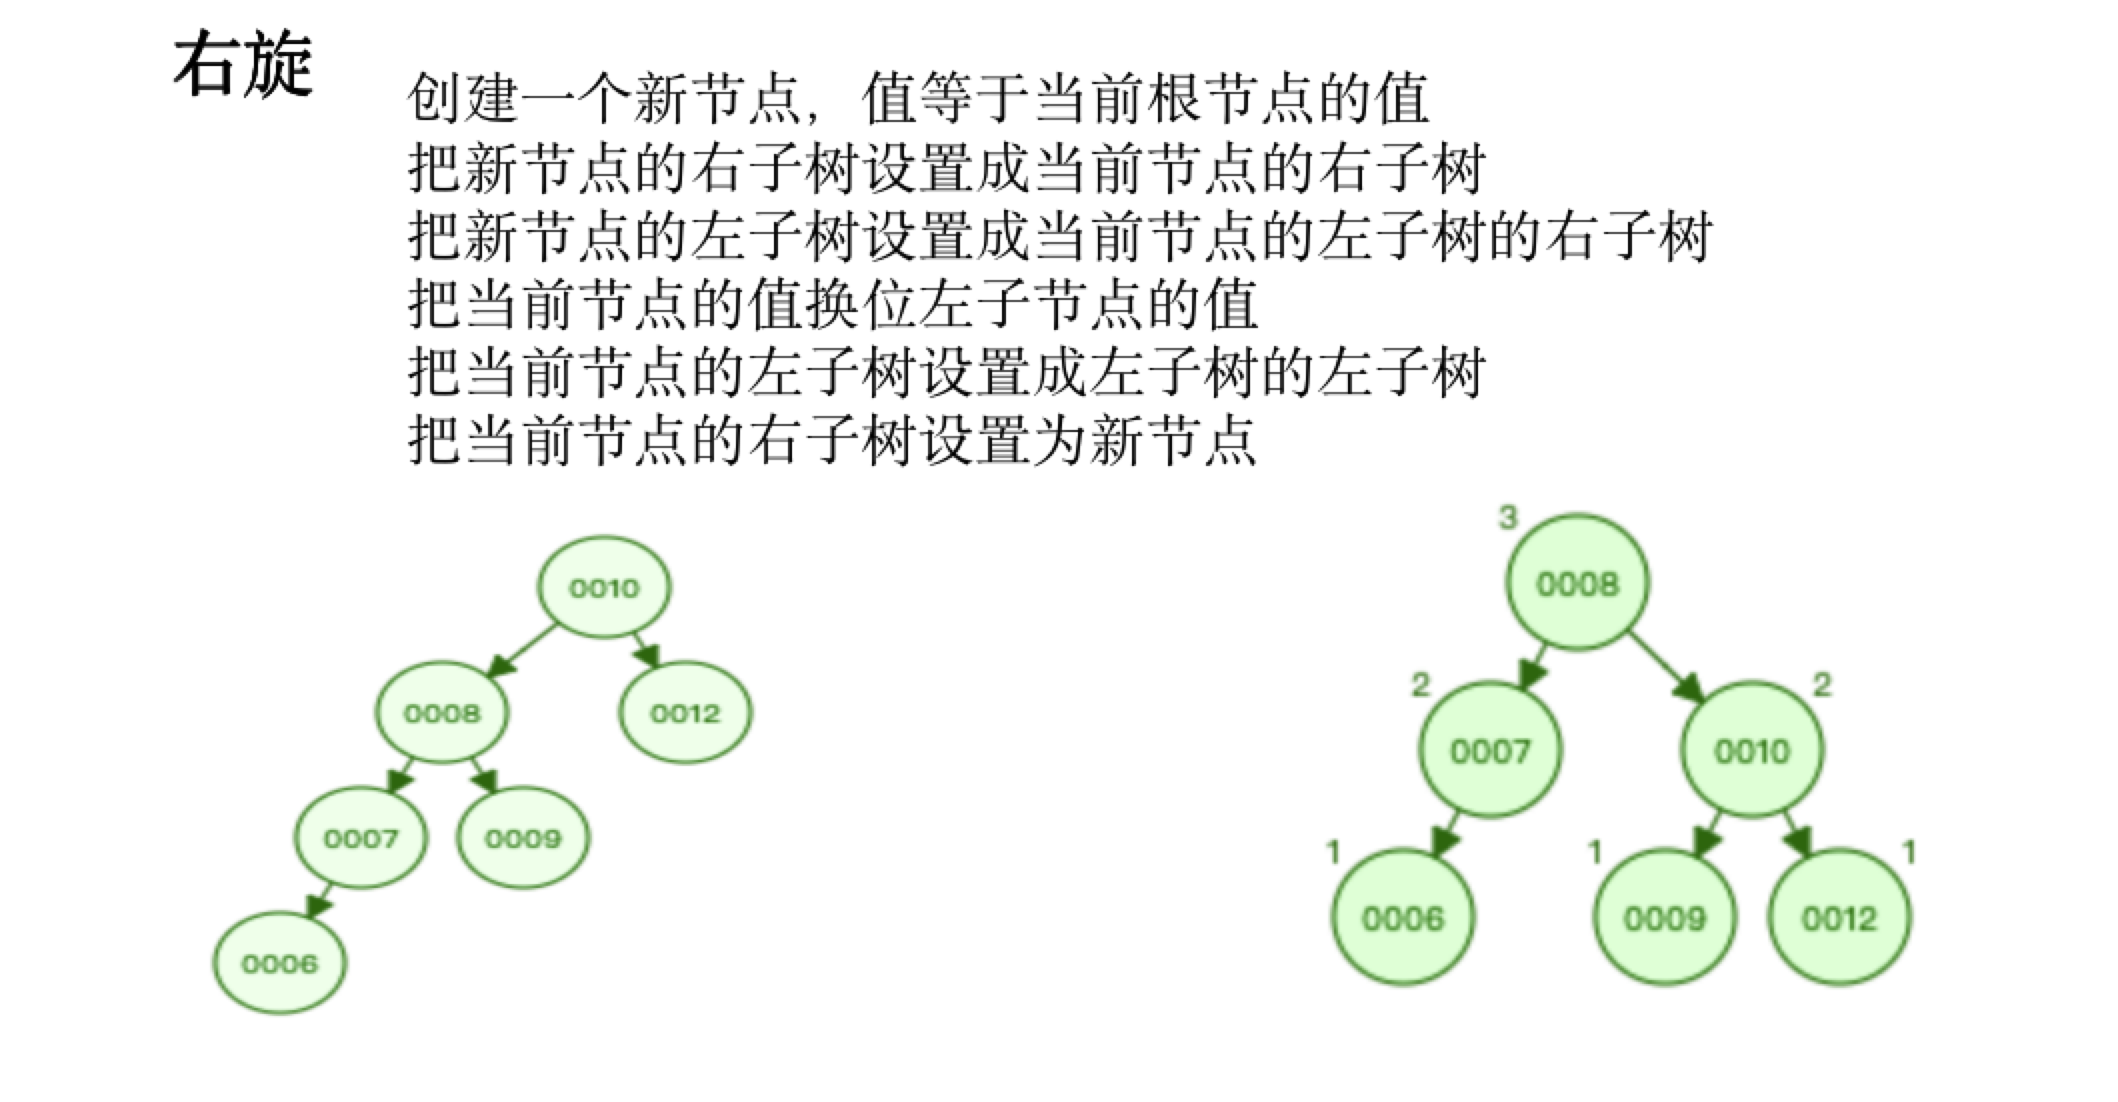 右旋
创建一个新节点，值等于当前根节点的值
把新节点的右子树设置成当前节点的右子树
把新节点的左子树设置成当前节点的左子树的右子树
把当前节点的值换位左子节点的值
把当前节点的左子树设置成左子树的左子树
把当前节点的右子树设置为新节点
0010
0008
0012
0007
0009
0006
3
0008
2
2
0007
0010
1
1
1
0006
0009
0012